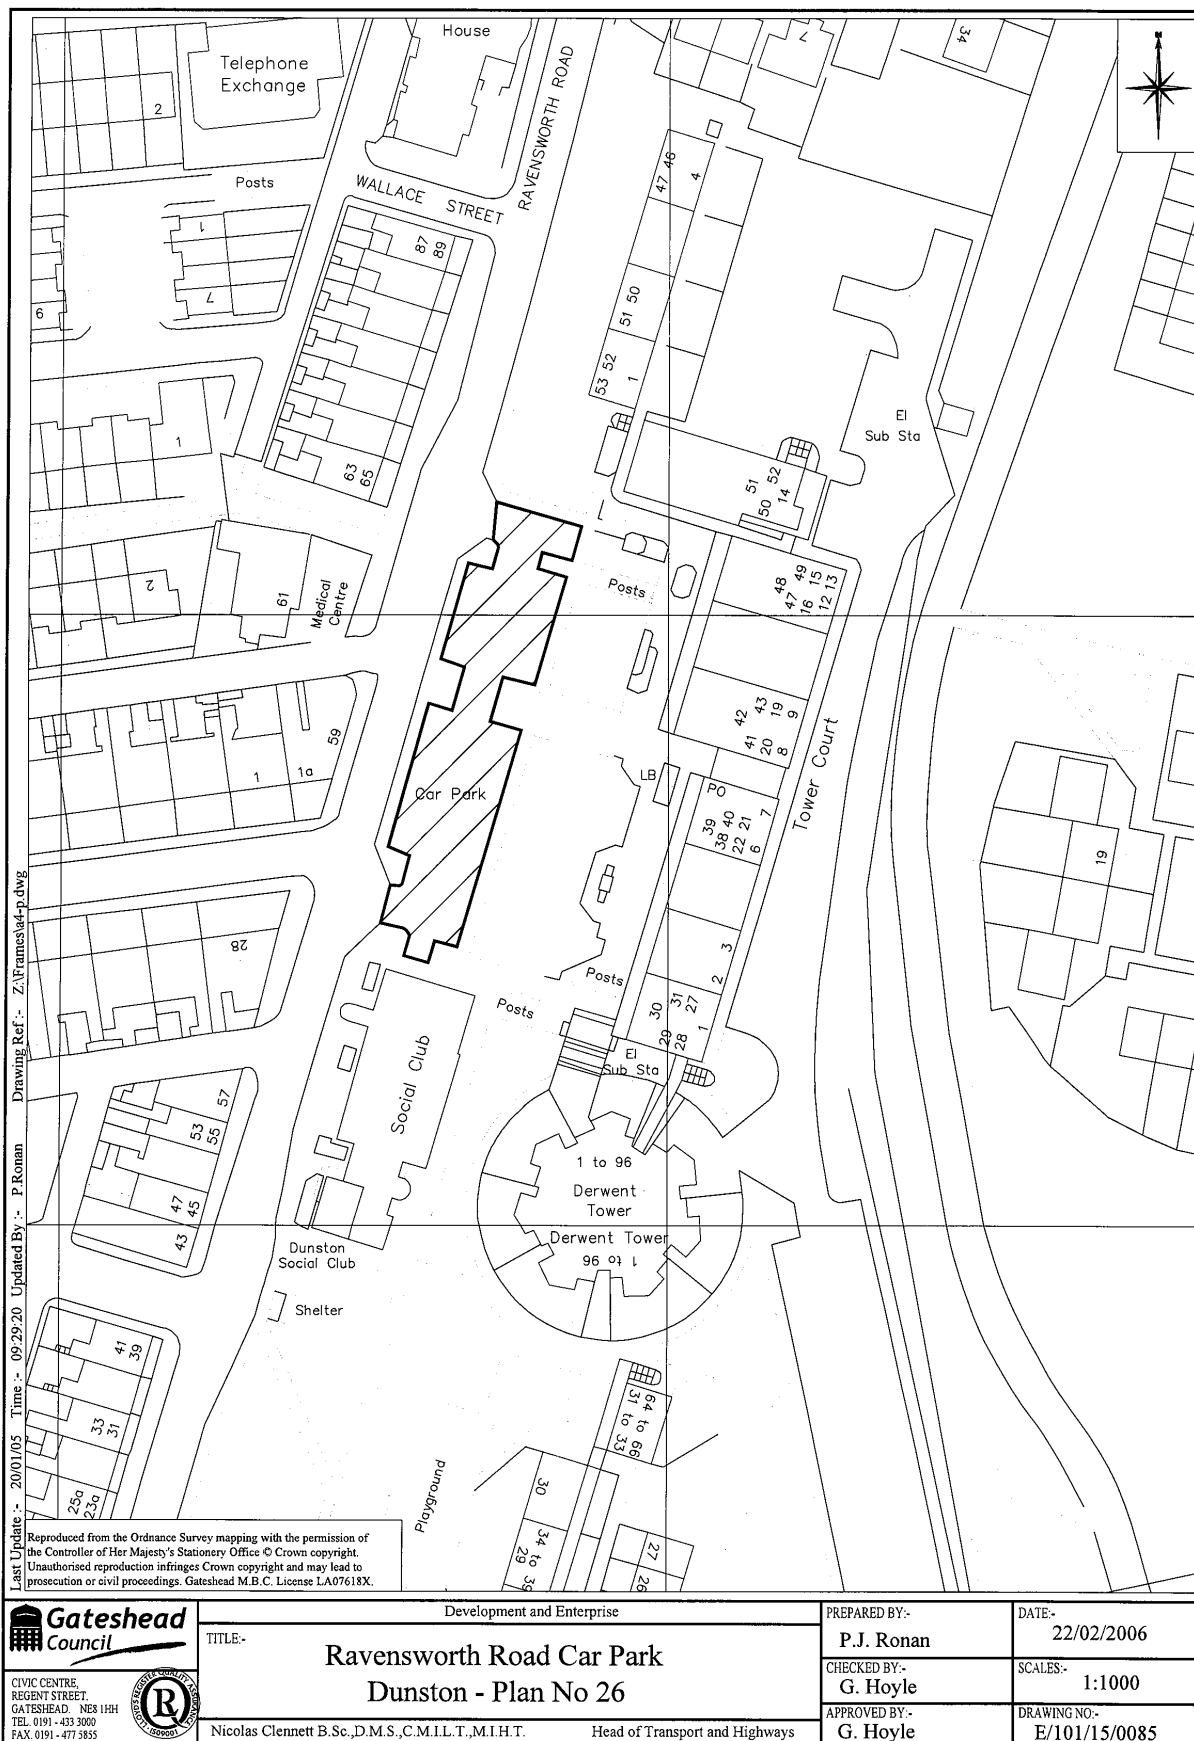 House
Telephone
Exchange
34
7
2
RAVENSWORTH ROAD
Posts
WALLACE STREET
47 46
4
1
7
87
89
6
51 50
53 52
1
El
Sub Sta
1
63
65
51
52
50
14
2
61
Medical
Centre
Posts
48
49
47
15
16
13
12
42
43
19
9
41
20
8
59
1
1a
Car Park
LB
PO
7
39
40
21
38
22
6
Tower Court
19
28
3
2
Posts
Posts
30
31
27
29
28
1
El
Sub Sta
Social Club
57
53
55
47
45
43
1 to 96
Derwent
Tower
Derwent Tower
1 to 96
Dunston
Social Club
Shelter
41
39
33
31
25a
23a
64 to 66
31 to 33
Playground
30
34 to 39
29
27
26
Last Update :- 20/01/05 Time :- 09:29:20 Updated By :- P.Ronan Drawing Ref :- Z:\Frames\a4-p.dwg
Reproduced from the Ordnance Survey mapping with the permission of
the Controller of Her Majesty's Stationery Office © Crown copyright.
Unauthorised reproduction infringes Crown copyright and may lead to
prosecution or civil proceedings. Gateshead M.B.C. License LA07618X.
Gateshead
Council
CIVIC CENTRE,
REGENT STREET.
GATESHEAD. NE8 1HH
TEL. 0191 - 433 3000
FAX. 0191 - 477 5855
LLOYD'S REGISTER QUALITY ASSURANCE
R
ISO9001
Development and Enterprise
TITLE:-
Ravensworth Road Car Park
Dunston - Plan No 26
Nicolas Clennett B.Sc.,D.M.S.,C.M.I.L.T.,M.I.H.T. Head of Transport and Highways
PREPARED BY:-
P.J. Ronan
CHECKED BY:-
G. Hoyle
APPROVED BY:-
G. Hoyle
DATE:-
22/02/2006
SCALES:-
1:1000
DRAWING NO:-
E/101/15/0085